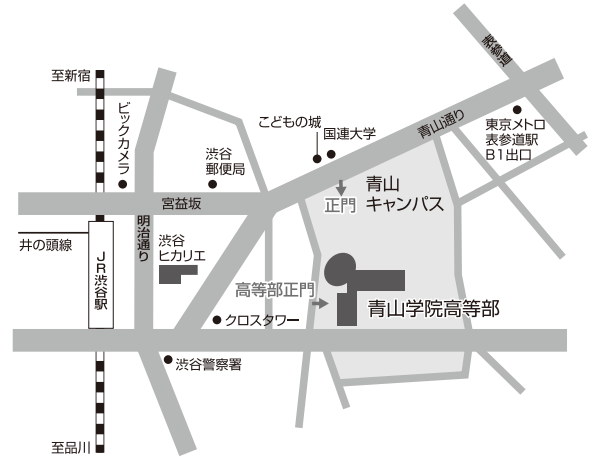 表参道
至新宿
ビックカメラ
こどもの城
国連大学
青山通り
東京メトロ
表参道駅
B1出口
渋谷
郵便局
青山
キャンパス
正門
宮益坂
明治通り
井の頭線
渋谷
ヒカリエ
JR渋谷駅
高等部正門
青山学院高等部
クロスタワー
渋谷警察署
至品川